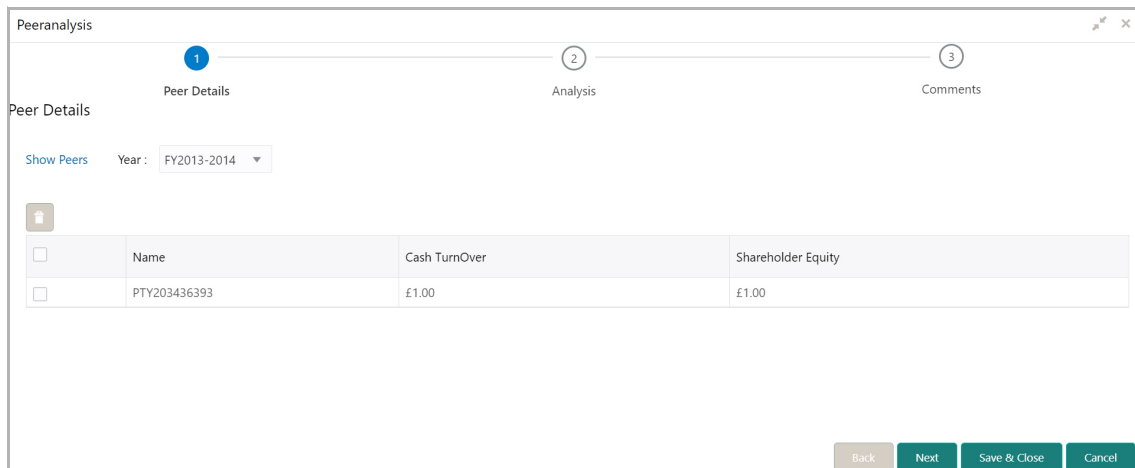 Peeranalysis
1 2 3
Peer Details Analysis Comments
Peer Details
Show Peers Year : FY2013-2014
Name Cash TurnOver Shareholder Equity
PTY203436393 £1.00 £1.00
Back Next Save & Close Cancel